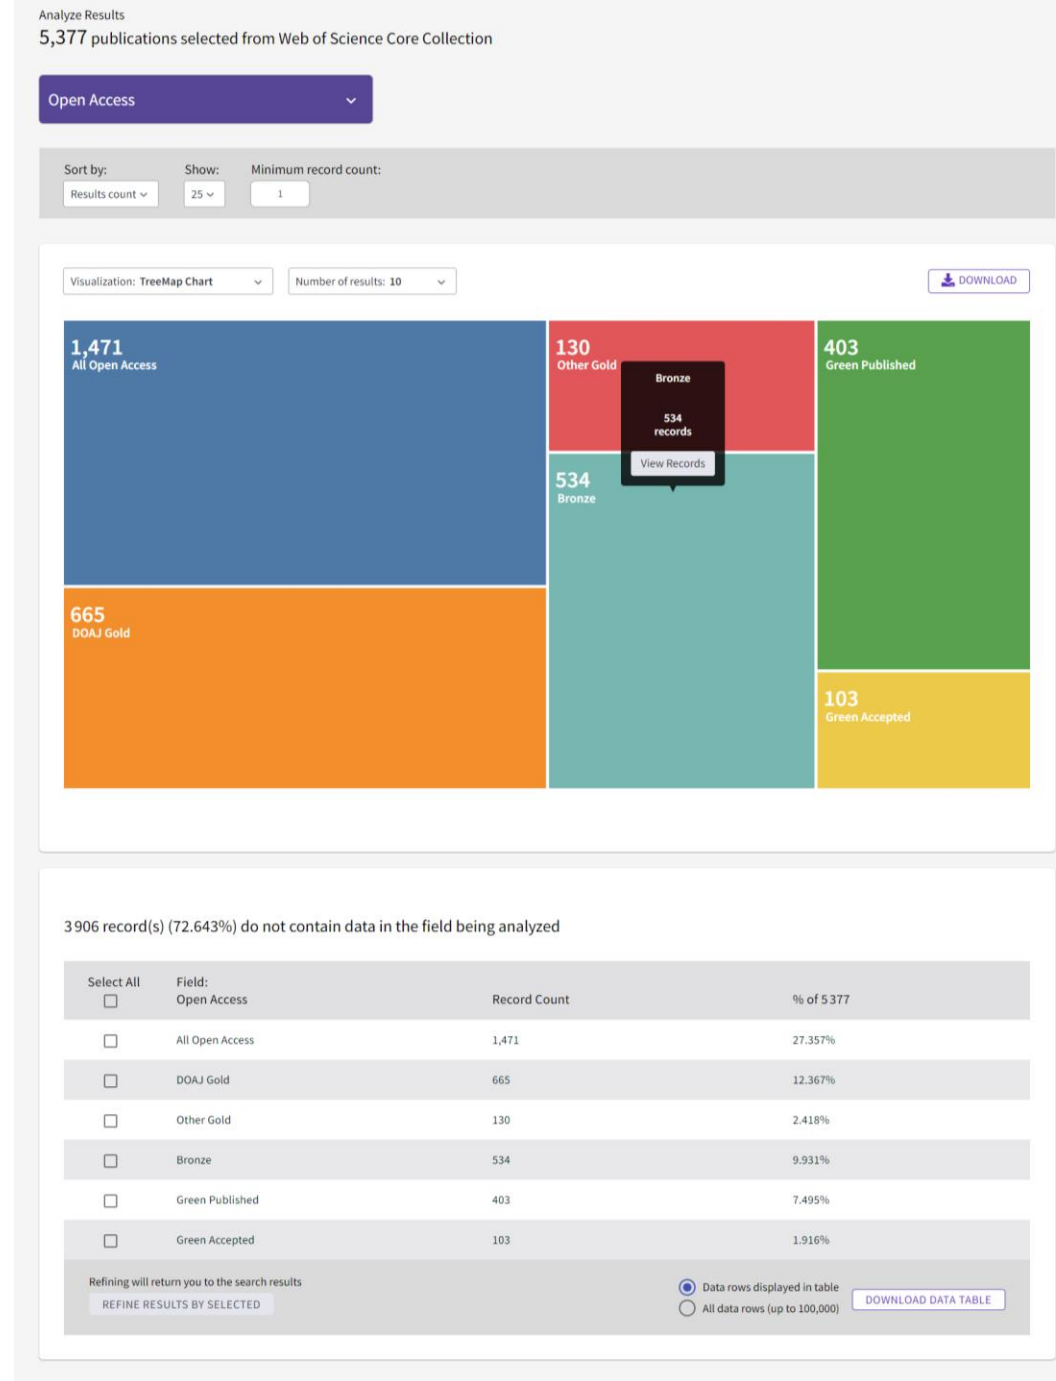 Analyze Results
5,377 publications selected from Web of Science Core Collection
Open Access
Sort by: Show: Minimum record count:
Results count 25 1
Visualization: TreeMap Chart Number of results: 10 DOWNLOAD
1,471
All Open Access
130
Other Gold
403
Green Published
Bronze
534
records
View Records
534
Bronze
665
DOAJ Gold
103
Green Accepted
3 906 record(s) (72.643%) do not contain data in the field being analyzed
Select All Field:
Open Access Record Count % of 5 377
All Open Access 1,471 27.357%
DOAJ Gold 665 12.367%
Other Gold 130 2.418%
Bronze 534 9.931%
Green Published 403 7.495%
Green Accepted 103 1.916%
Refining will return you to the search results
REFINE RESULTS BY SELECTED
Data rows displayed in table
All data rows (up to 100,000)
DOWNLOAD DATA TABLE